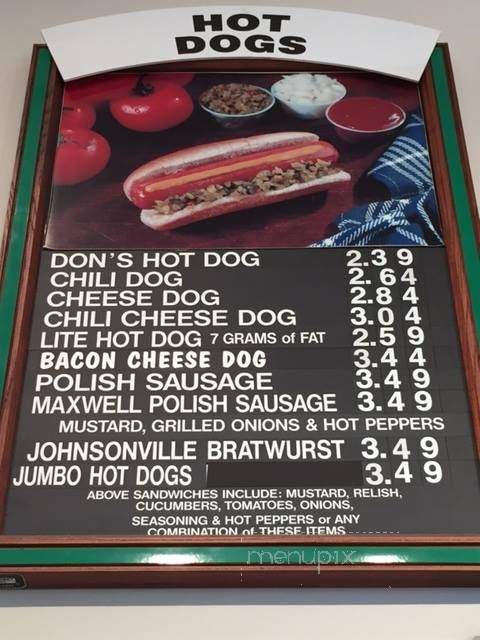 HOT
DOGS
DON'S HOT DOG 2.39
CHILI DOG 2.64
CHEESE DOG 2.84
CHILI CHEESE DOG 3.04
LITE HOT DOG 7 GRAMS of FAT 2.59
BACON CHEESE DOG 3.44
POLISH SAUSAGE 3.49
MAXWELL POLISH SAUSAGE 3.49
MUSTARD, GRILLED ONIONS & HOT PEPPERS
JOHNSONVILLE BRATWURST 3.49
JUMBO HOT DOGS 3.49
ABOVE SANDWICHES INCLUDE: MUSTARD, RELISH,
CUCUMBERS, TOMATOES, ONIONS,
SEASONING & HOT PEPPERS or ANY
COMBINATION of THESE ITEMS
menupix